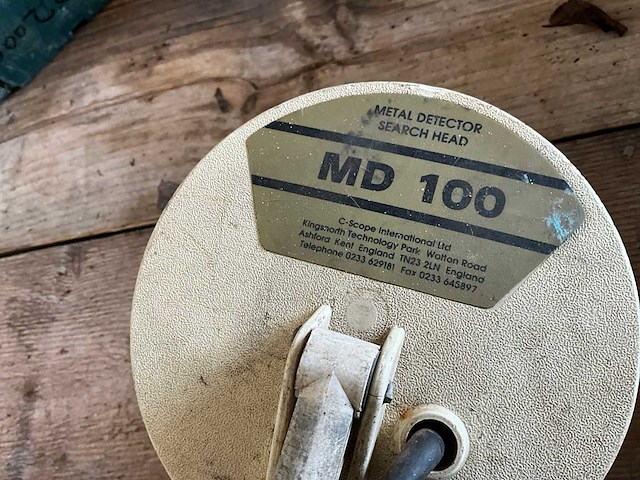 METAL DETECTOR
SEARCH HEAD
MD 100
C-Scope International Ltd
Kingsnorth Technology Park Wotton Road
Ashford Kent England TN23 2LN England
Telephone 0233 629181 Fax 0233 645897